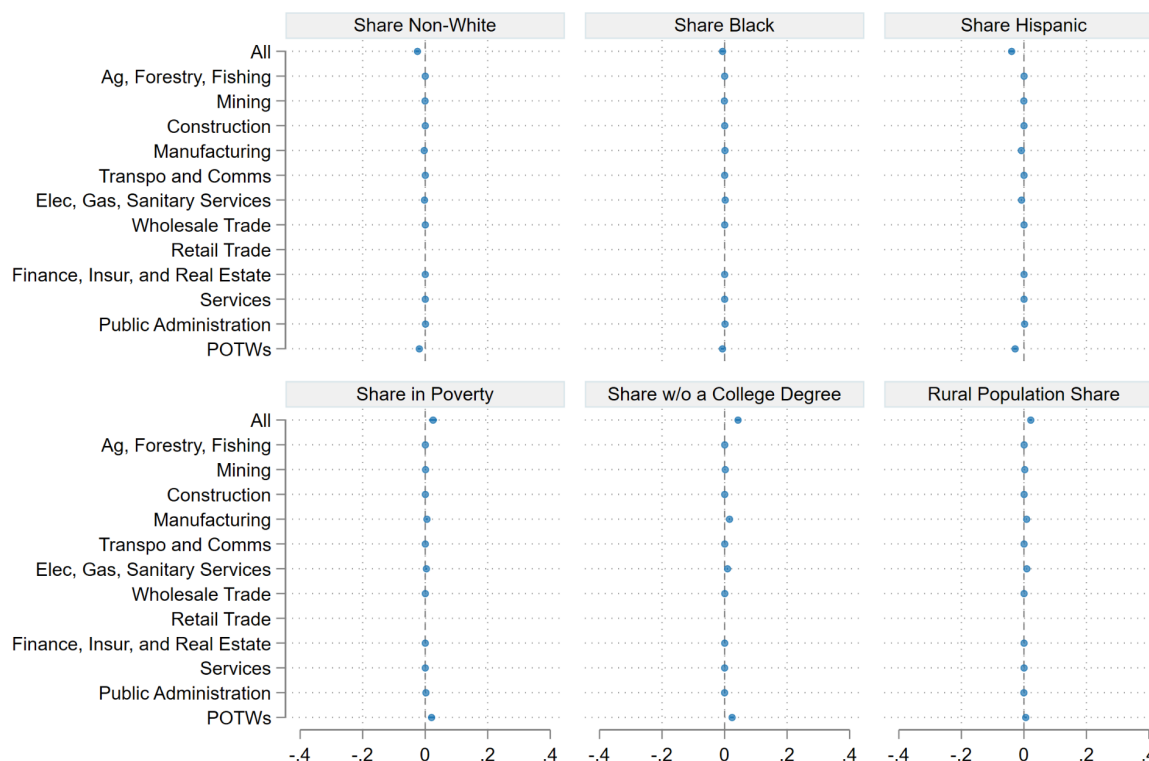 Share Non-White Share Black Share Hispanic
All
Ag, Forestry, Fishing
Mining
Construction
Manufacturing
Transpo and Comms
Elec, Gas, Sanitary Services
Wholesale Trade
Retail Trade
Finance, Insur, and Real Estate
Services
Public Administration
POTWs
Share in Poverty Share w/o a College Degree Rural Population Share
All
Ag, Forestry, Fishing
Mining
Construction
Manufacturing
Transpo and Comms
Elec, Gas, Sanitary Services
Wholesale Trade
Retail Trade
Finance, Insur, and Real Estate
Services
Public Administration
POTWs
-.4 -.2 0 .2 .4 -.4 -.2 0 .2 .4 -.4 -.2 0 .2 .4